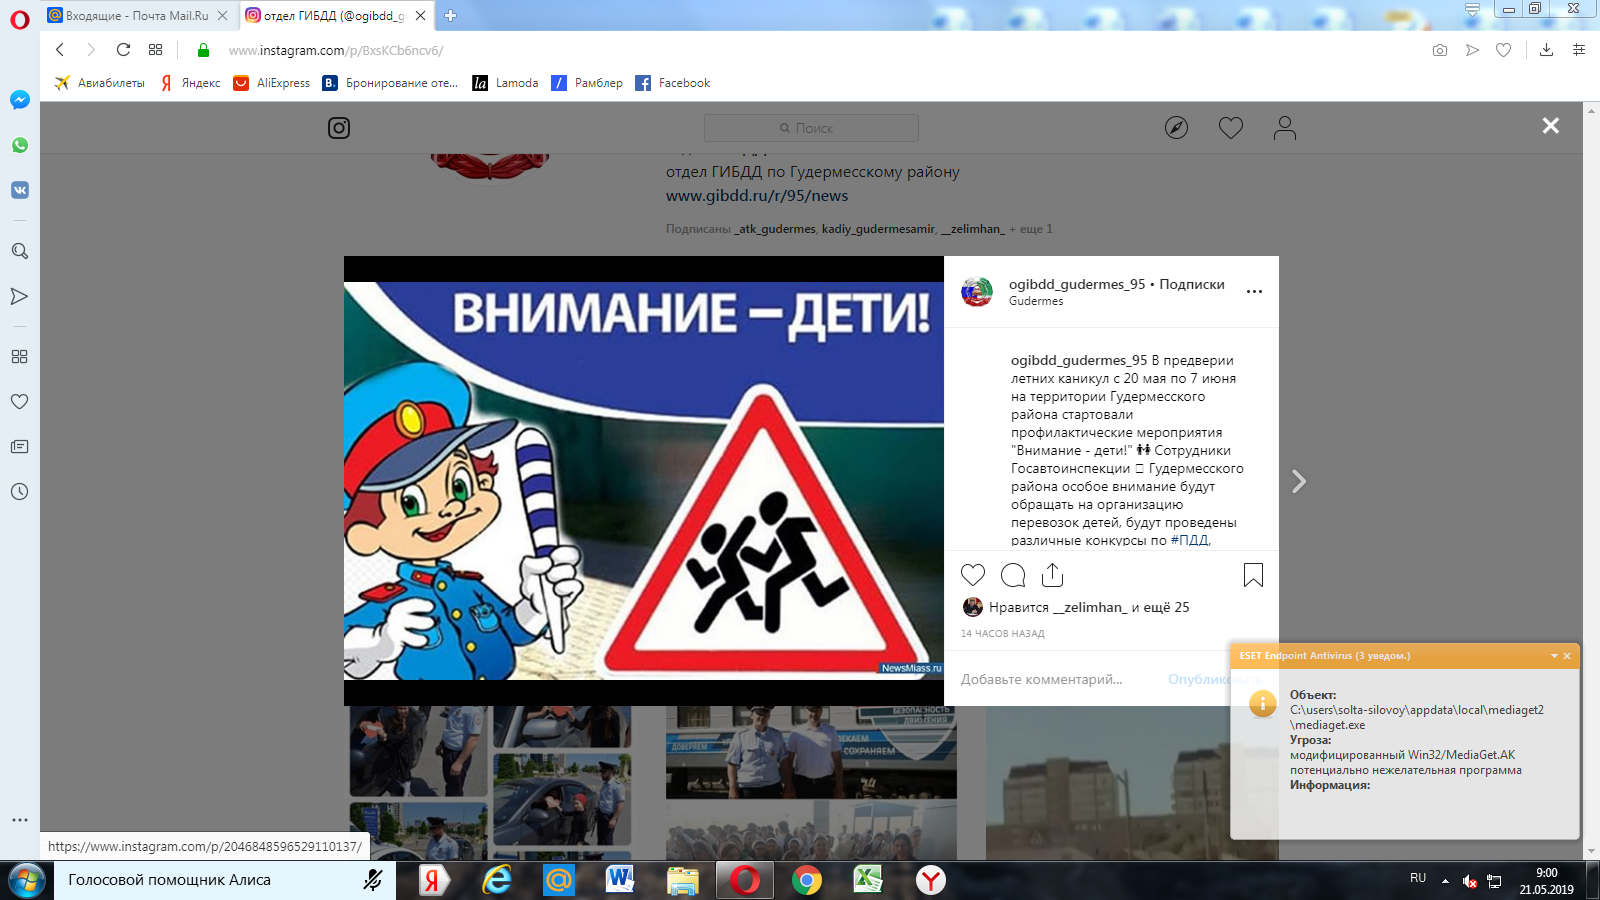 Входящие - Почта Mail.Ru
отдел ГИБДД (@ogibdd_g
www.instagram.com/p/BxsKCb6ncv6/
Авиабилеты
Яндекс
AliExpress
Бронирование оте...
Lamoda
Рамблер
Facebook
Поиск
отдел ГИБДД по Гудермесскому району
www.gibdd.ru/r/95/news
Подписаны _atk_gudermes, kadiy_gudermesamir, __zelimhan_ + еще 1
ВНИМАНИЕ – ДЕТИ!
NewsMiass.ru
ogibdd_gudermes_95 • Подписки
Gudermes
ogibdd_gudermes_95 В предверии
летних каникул с 20 мая по 7 июня
на территории Гудермесского
района стартовали
профилактические мероприятия
"Внимание - дети!" 👬 Сотрудники
Госавтоинспекции Гудермесского
района особое внимание будут
обращать на организацию
перевозок детей, будут проведены
различные конкурсы по #ПДД,
Нравится __zelimhan_ и ещё 25
14 ЧАСОВ НАЗАД
Добавьте комментарий...
Опубликовать
БЕЗОПАСНОСТЬ
ДВИЖЕНИЯ
ДОВЕРЯЕМ
СОХРАНЯЕМ
ESET Endpoint Antivirus (3 уведом.)
Объект:
C:\users\solta-silovoy\appdata\local\mediaget2
\mediaget.exe
Угроза:
модифицированный Win32/MediaGet.AK
потенциально нежелательная программа
Информация:
https://www.instagram.com/p/2046848596529110137/
Голосовой помощник Алиса
RU
9:00
21.05.2019